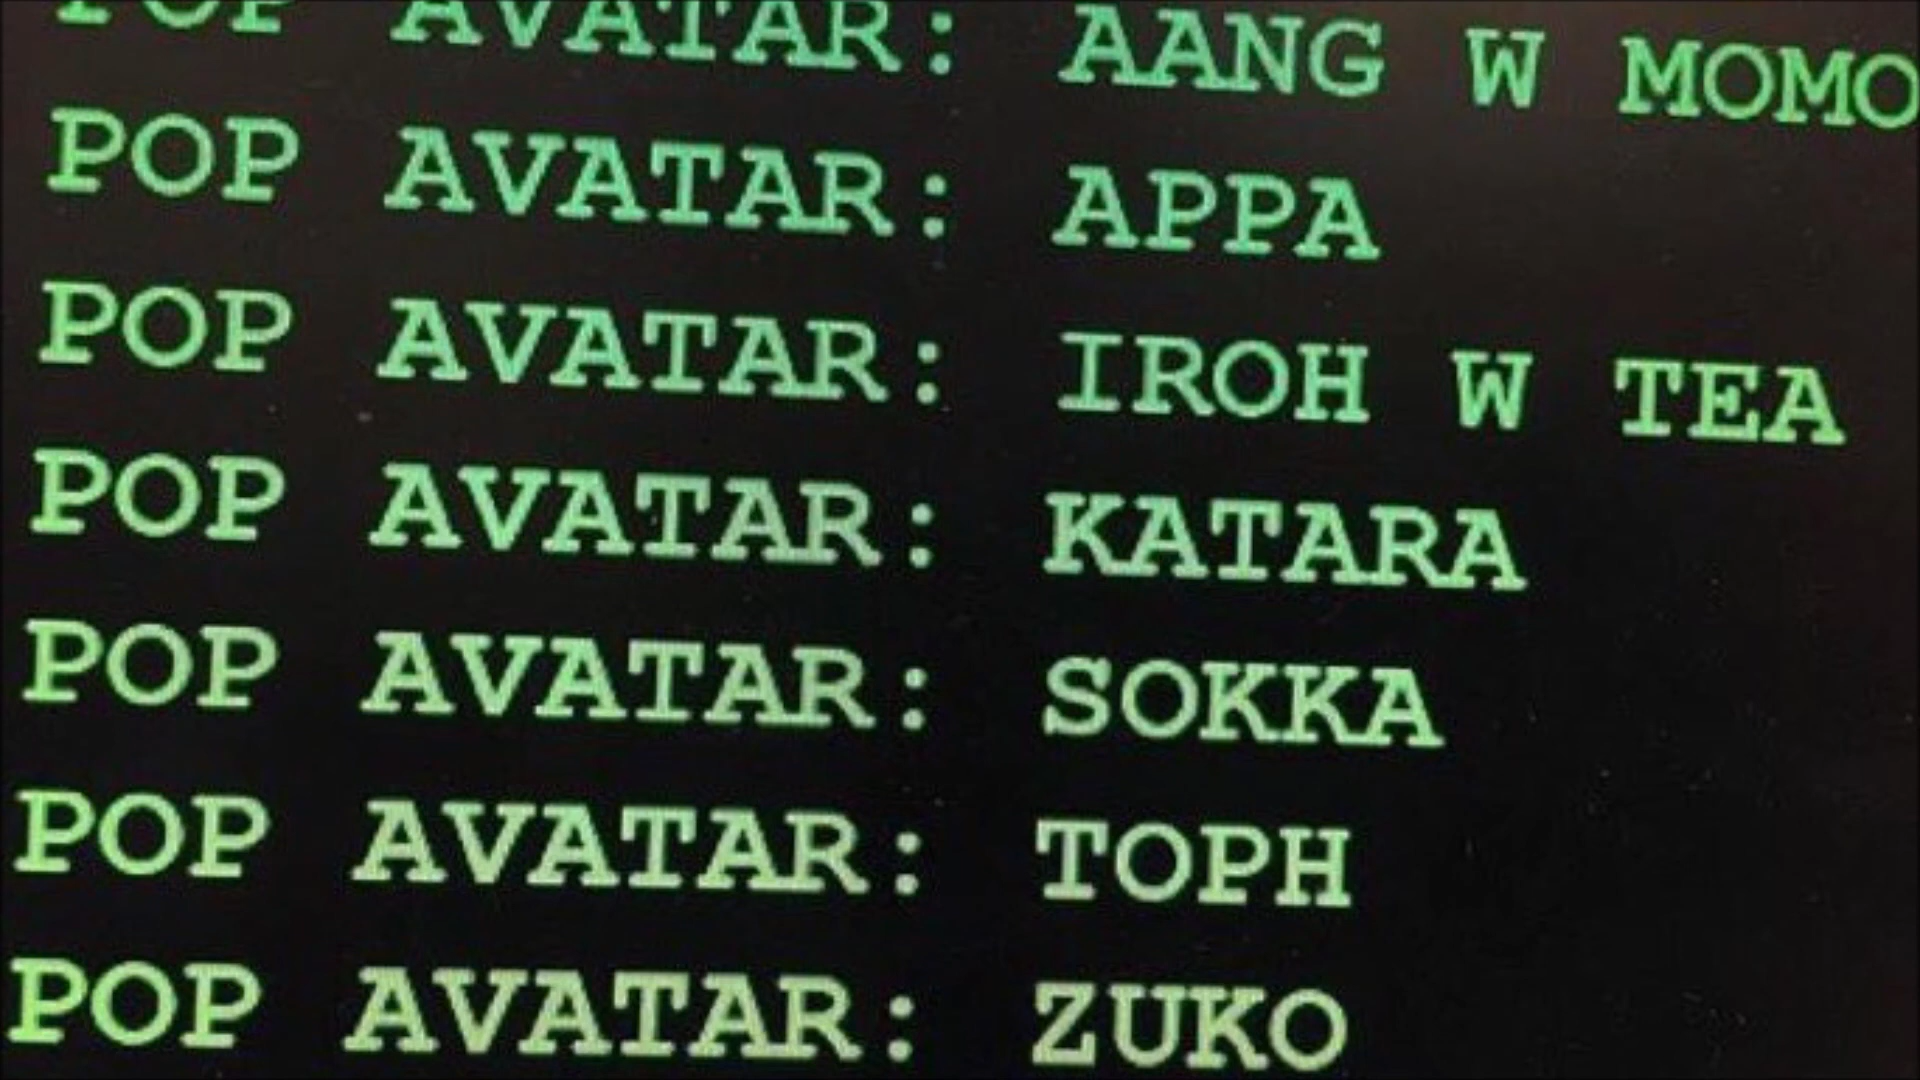 POP AVATAR: AANG W MOMO
POP AVATAR: APPA
POP AVATAR: IROH W TEA
POP AVATAR: KATARA
POP AVATAR: SOKKA
POP AVATAR: TOPH
POP AVATAR: ZUKO